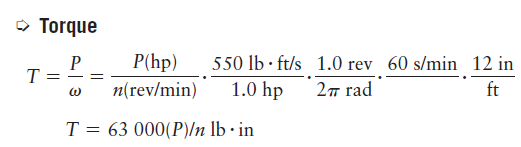 ➩ Torque
T = P/ω = P(hp)/n(rev/min) · 550 lb · ft/s/1.0 hp · 1.0 rev/2π rad · 60 s/min · 12 in/ft
T = 63 000(P)/n lb · in